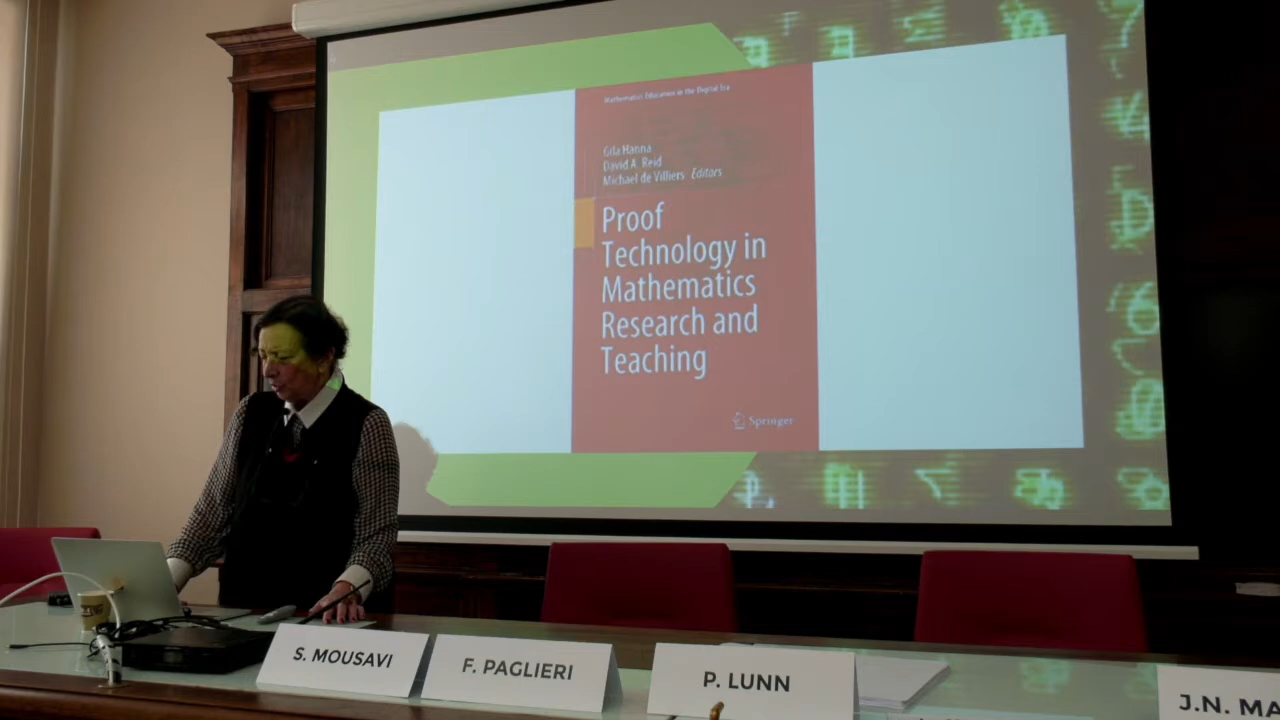 Mathematics Education in the Digital Era
Gila Hanna
David A. Reid
Michael de Villiers Editors
Proof
Technology in
Mathematics
Research and
Teaching
Springer
S. MOUSAVI
F. PAGLIERI
P. LUNN
J.N. MA